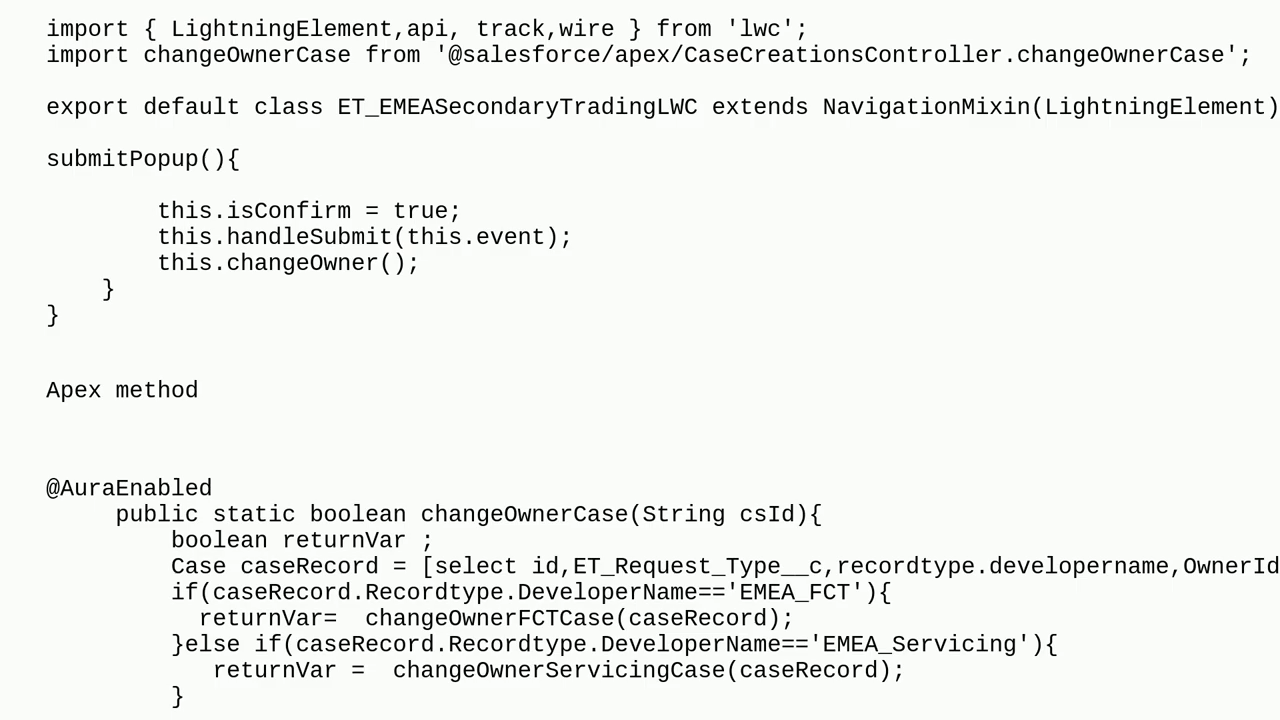 import { LightningElement,api, track,wire } from 'lwc';
import changeOwnerCase from '@salesforce/apex/CaseCreationsController.changeOwnerCase';
export default class ET_EMEASecondaryTradingLWC extends NavigationMixin(LightningElement)
submitPopup(){
this.isConfirm = true;
this.handleSubmit(this.event);
this.changeOwner();
}
}
Apex method
@AuraEnabled
public static boolean changeOwnerCase(String csId){
boolean returnVar ;
Case caseRecord = [select id,ET_Request_Type__c,recordtype.developername,OwnerId
if(caseRecord.Recordtype.DeveloperName=='EMEA_FCT'){
returnVar=  changeOwnerFCTCase(caseRecord);
}else if(caseRecord.Recordtype.DeveloperName=='EMEA_Servicing'){
returnVar =  changeOwnerServicingCase(caseRecord);
}